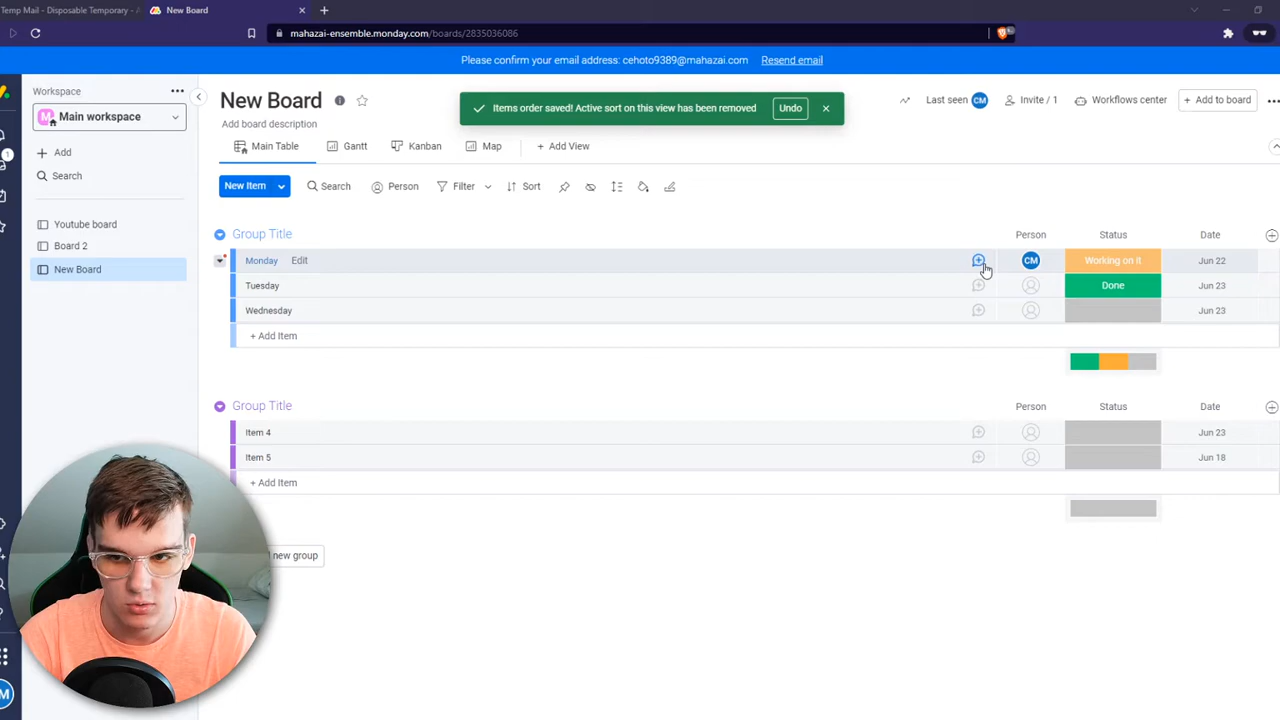 Temp Mail - Disposable Temporary - A
New Board
mahazai-ensemble.monday.com/boards/2835036086
Please confirm your email address: cehoto9389@mahazai.com Resend email
Workspace
M Main workspace
Add
Search
Youtube board
Board 2
New Board
New Board
Add board description
Items order saved! Active sort on this view has been removed Undo
Last seen CM Invite / 1 Workflows center + Add to board
Main Table Gantt Kanban Map + Add View
New Item Search Person Filter Sort
Group Title Person Status Date
Monday Edit CM Working on it Jun 22
Tuesday Done Jun 23
Wednesday Jun 23
+ Add Item
Group Title Person Status Date
Item 4 Jun 23
Item 5 Jun 18
+ Add Item
new group
1
M